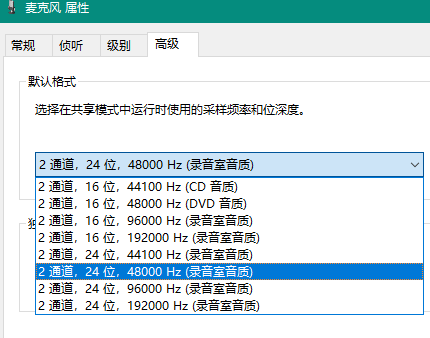 麦克风 属性
常规 侦听 级别 高级
默认格式
选择在共享模式中运行时使用的采样频率和位深度。
2 通道，24 位，48000 Hz (录音室音质)
2 通道，16 位，44100 Hz (CD 音质)
2 通道，16 位，48000 Hz (DVD 音质)
2 通道，16 位，96000 Hz (录音室音质)
2 通道，16 位，192000 Hz (录音室音质)
2 通道，24 位，44100 Hz (录音室音质)
2 通道，24 位，48000 Hz (录音室音质)
2 通道，24 位，96000 Hz (录音室音质)
2 通道，24 位，192000 Hz (录音室音质)